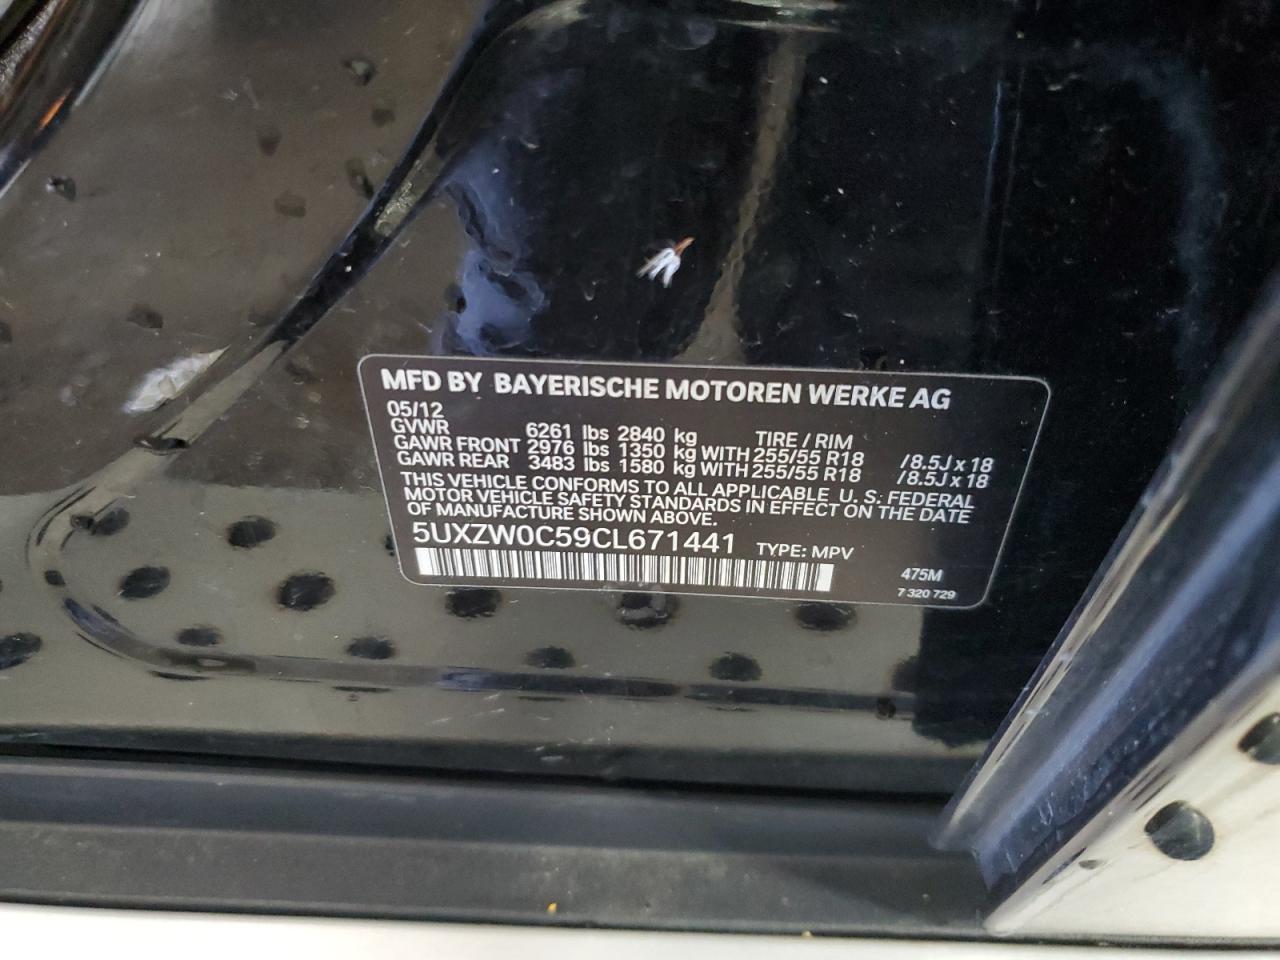 MFD BY BAYERISCHE MOTOREN WERKE AG
05/12
GVWR 6261 lbs 2840 kg TIRE / RIM
GAWR FRONT 2976 lbs 1350 kg WITH 255/55 R18 /8.5J x 18
GAWR REAR 3483 lbs 1580 kg WITH 255/55 R18 /8.5J x 18
THIS VEHICLE CONFORMS TO ALL APPLICABLE U. S. FEDERAL
MOTOR VEHICLE SAFETY STANDARDS IN EFFECT ON THE DATE
OF MANUFACTURE SHOWN ABOVE.
5UXZW0C59CL671441 TYPE: MPV
475M
7 320 729